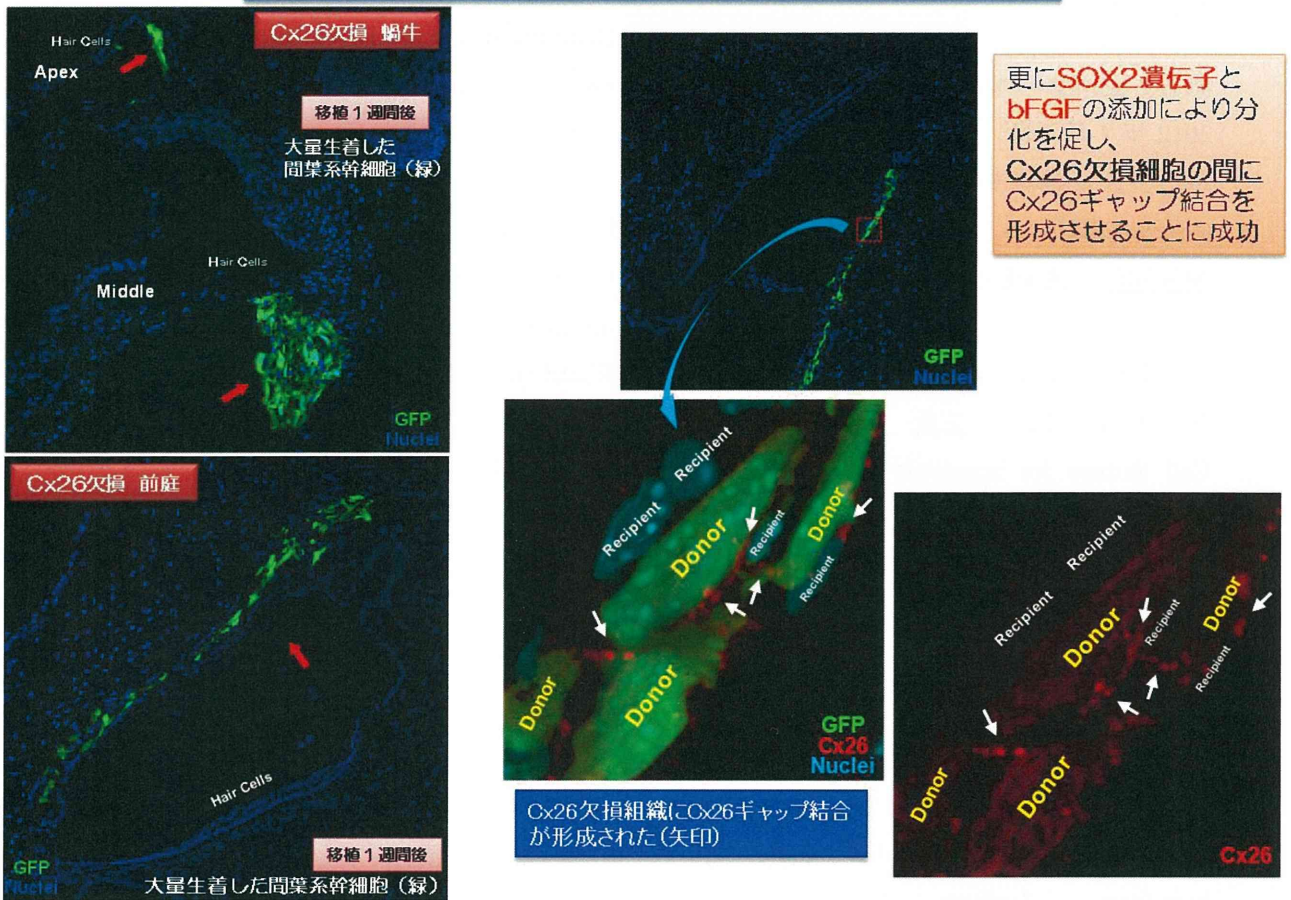 Cx26欠損 蝸牛
Hair Cells
Apex
移植1週間後
大量生着した
間葉系幹細胞（緑）
Hair Cells
Middle
GFP
Nuclei
Cx26欠損 前庭
Hair Cells
移植1週間後
GFP
Nuclei
大量生着した間葉系幹細胞（緑）
GFP
Nuclei
更にSOX2遺伝子と
bFGFの添加により分
化を促し、
Cx26欠損細胞の間に
Cx26ギャップ結合を
形成させることに成功
Recipient
Recipient
Donor
Recipient
Donor
Recipient
Donor
Donor
GFP
Cx26
Nuclei
Cx26欠損組織にCx26ギャップ結合
が形成された(矢印)
Recipient
Recipient
Donor
Recipient
Donor
Recipient
Donor
Donor
Cx26